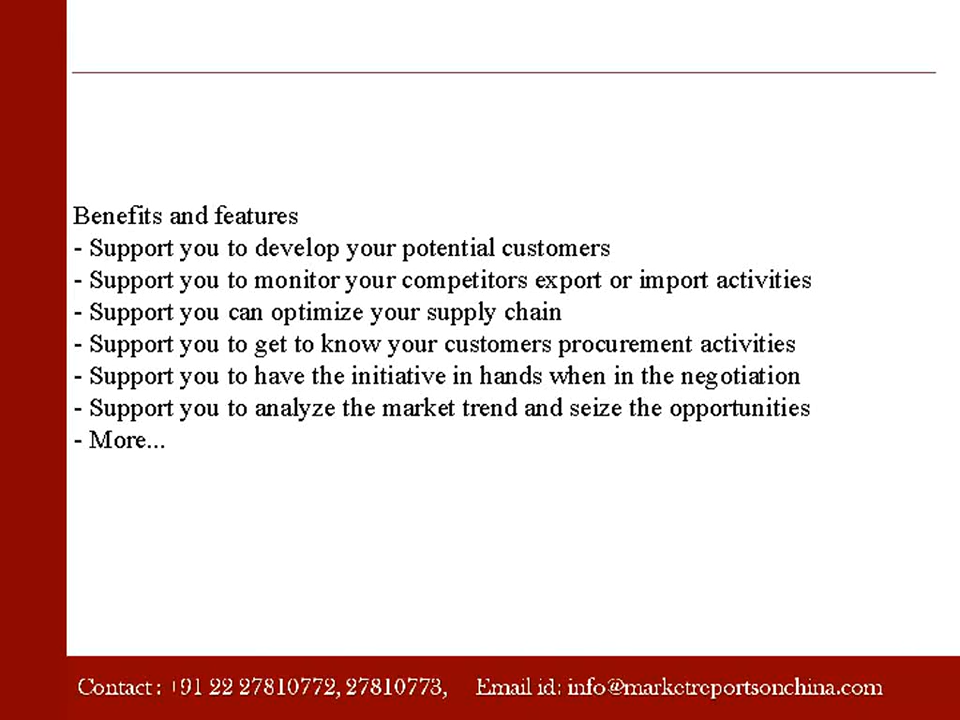 Benefits and features
- Support you to develop your potential customers
- Support you to monitor your competitors export or import activities
- Support you can optimize your supply chain
- Support you to get to know your customers procurement activities
- Support you to have the initiative in hands when in the negotiation
- Support you to analyze the market trend and seize the opportunities
- More...
Contact : +91 22 27810772, 27810773, Email id: info@marketreportsonchina.com